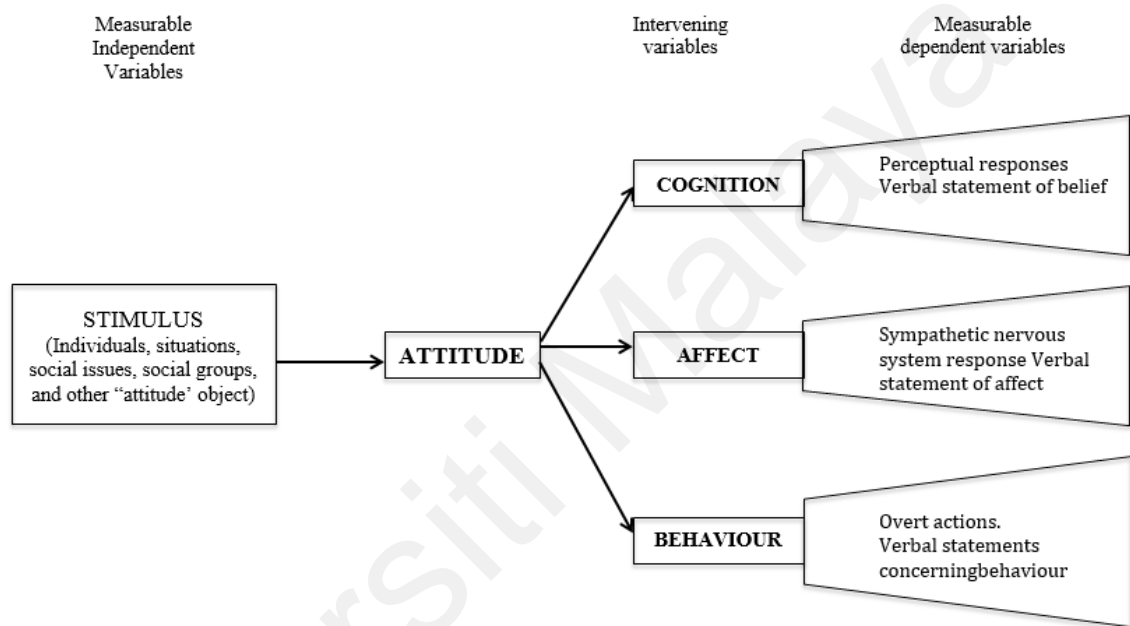 Measurable
Independent
Variables
Intervening
variables
Measurable
dependent variables
STIMULUS
(Individuals, situations,
social issues, social groups,
and other “attitude’ object)
ATTITUDE
COGNITION
Perceptual responses
Verbal statement of belief
AFFECT
Sympathetic nervous
system response Verbal
statement of affect
BEHAVIOUR
Overt actions.
Verbal statements
concerningbehaviour
rsiti Malaya